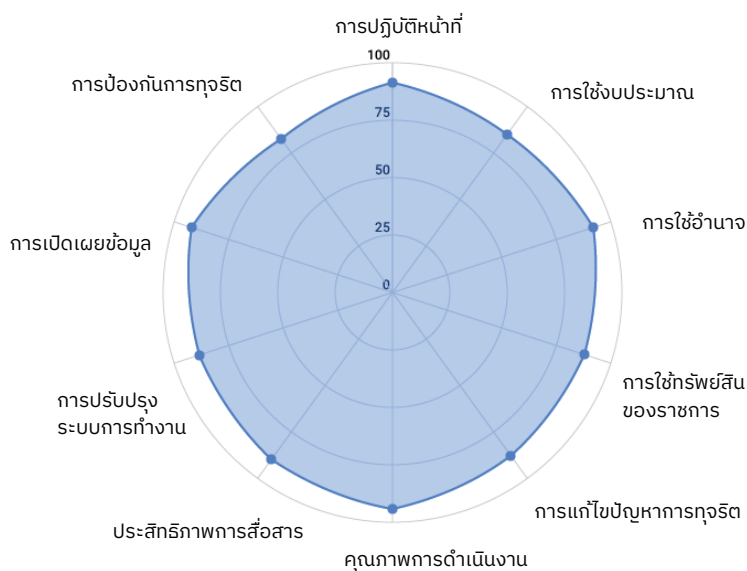 การปฏิบัติหน้าที่
100
การป้องกันการทุจริต
การใช้งบประมาณ
75
50
การเปิดเผยข้อมูล
การใช้อำนาจ
25
0
การใช้ทรัพย์สิน
ของราชการ
การปรับปรุง
ระบบการทำงาน
การแก้ไขปัญหาการทุจริต
ประสิทธิภาพการสื่อสาร
คุณภาพการดำเนินงาน